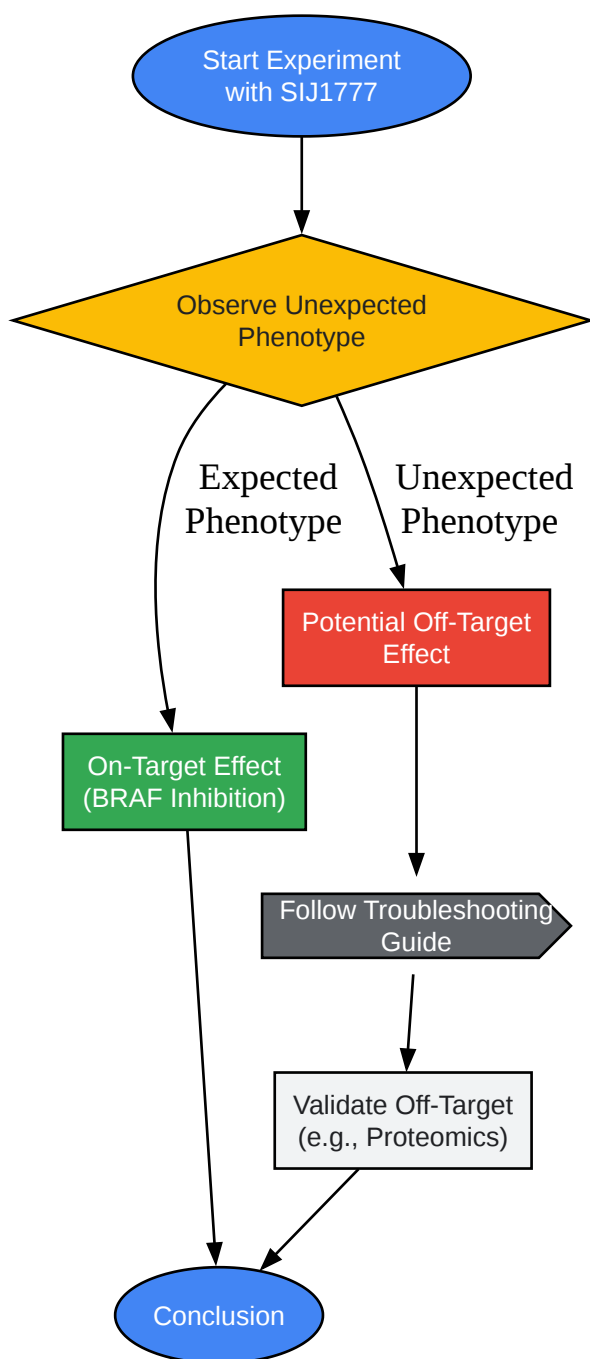 Start Experiment
with SIJ1777
Observe Unexpected
Phenotype
Expected
Phenotype
Unexpected
Phenotype
Potential Off-Target
Effect
On-Target Effect
(BRAF Inhibition)
Follow Troubleshooting
Guide
Validate Off-Target
(e.g., Proteomics)
Conclusion